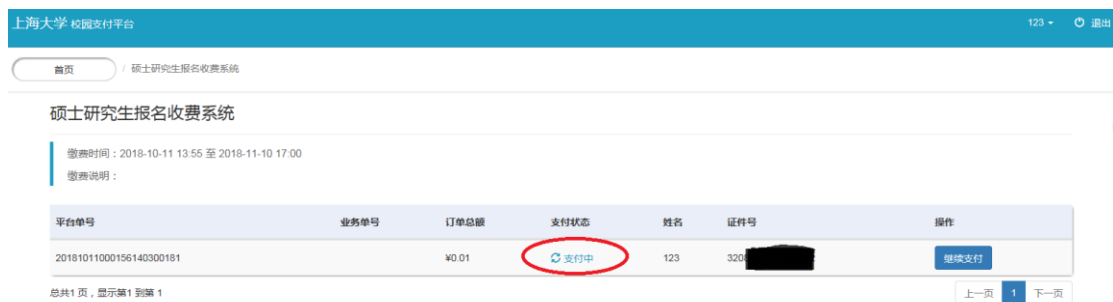 上海大学 校园支付平台 123 退出
首页 / 硕士研究生报名收费系统
硕士研究生报名收费系统
缴费时间：2018-10-11 13:55 至 2018-11-10 17:00
缴费说明：
平台单号 业务单号 订单总额 支付状态 姓名 证件号 操作
20181011000156140300181 ¥0.01 支付中 123 320 继续支付
总共1 页，显示第1 到第 1 上一页 1 下一页